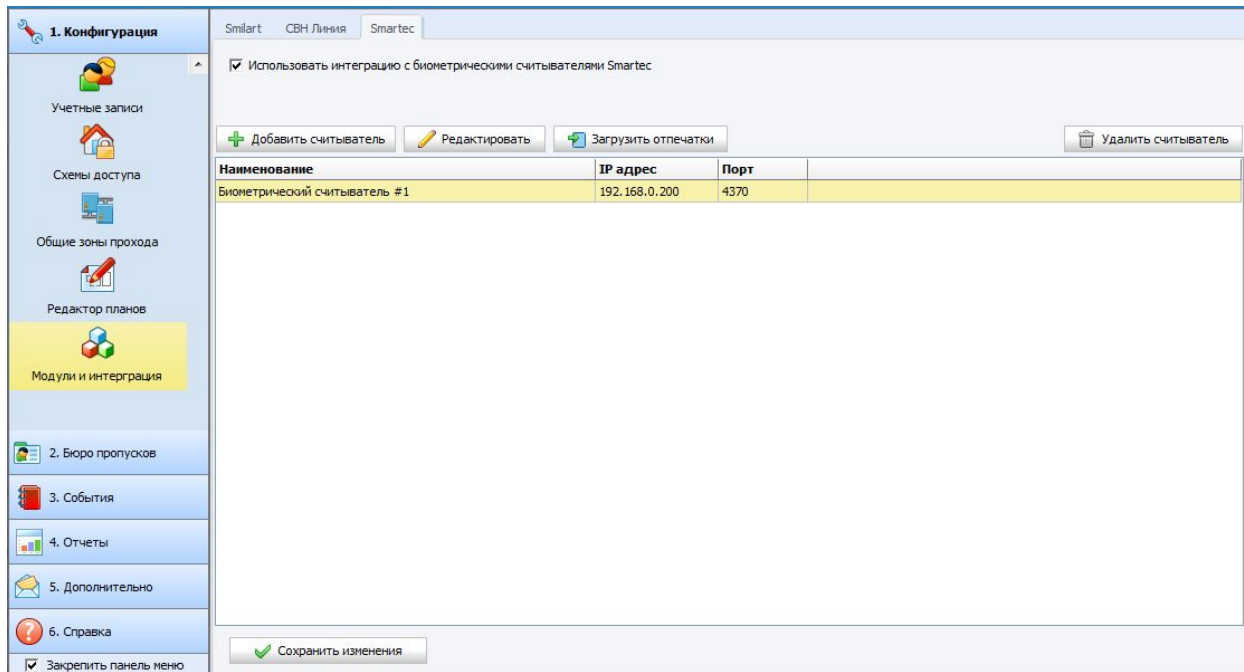 1. Конфигурация
Учетные записи
Схемы доступа
Общие зоны прохода
Редактор планов
Модули и интерграция
2. Бюро пропусков
3. События
4. Отчеты
5. Дополнительно
6. Справка
Закрепить панель меню
Smilart СВН Линия Smartec
Использовать интеграцию с биометрическими считывателями Smartec
Добавить считыватель Редактировать Загрузить отпечатки Удалить считыватель
Наименование IP адрес Порт
Биометрический считыватель #1 192.168.0.200 4370
Сохранить изменения